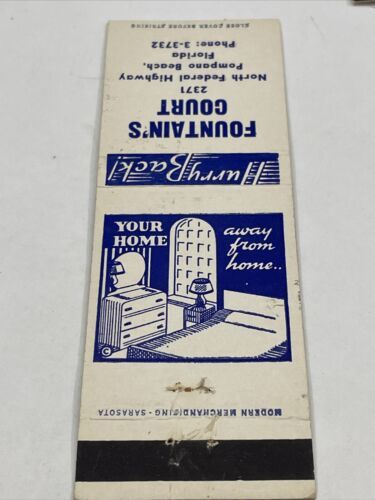 CLOSE COVER BEFORE STRIKING
FOUNTAIN'S
COURT
2371
North Federal Highway
Pompano Beach,
Florida
Phone: 3-3732
Hurry Back!
YOUR
HOME
away
from
home..
©
MODERN MERCHANDISING - SARASOTA